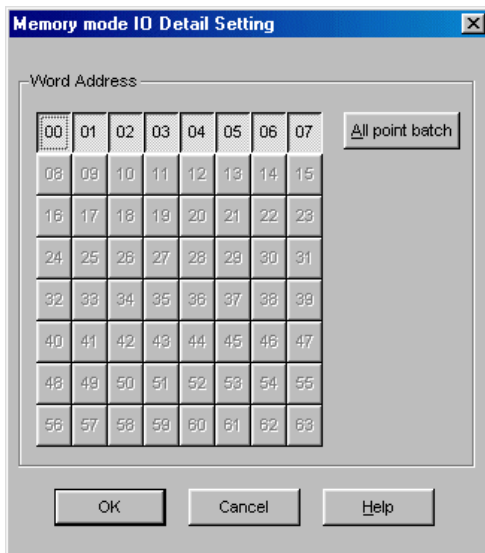 Memory mode IO Detail Setting
Word Address
00 01 02 03 04 05 06 07 All point batch
08 09 10 11 12 13 14 15
16 17 18 19 20 21 22 23
24 25 26 27 28 29 30 31
32 33 34 35 36 37 38 39
40 41 42 43 44 45 46 47
48 49 50 51 52 53 54 55
56 57 58 59 60 61 62 63
OK Cancel Help